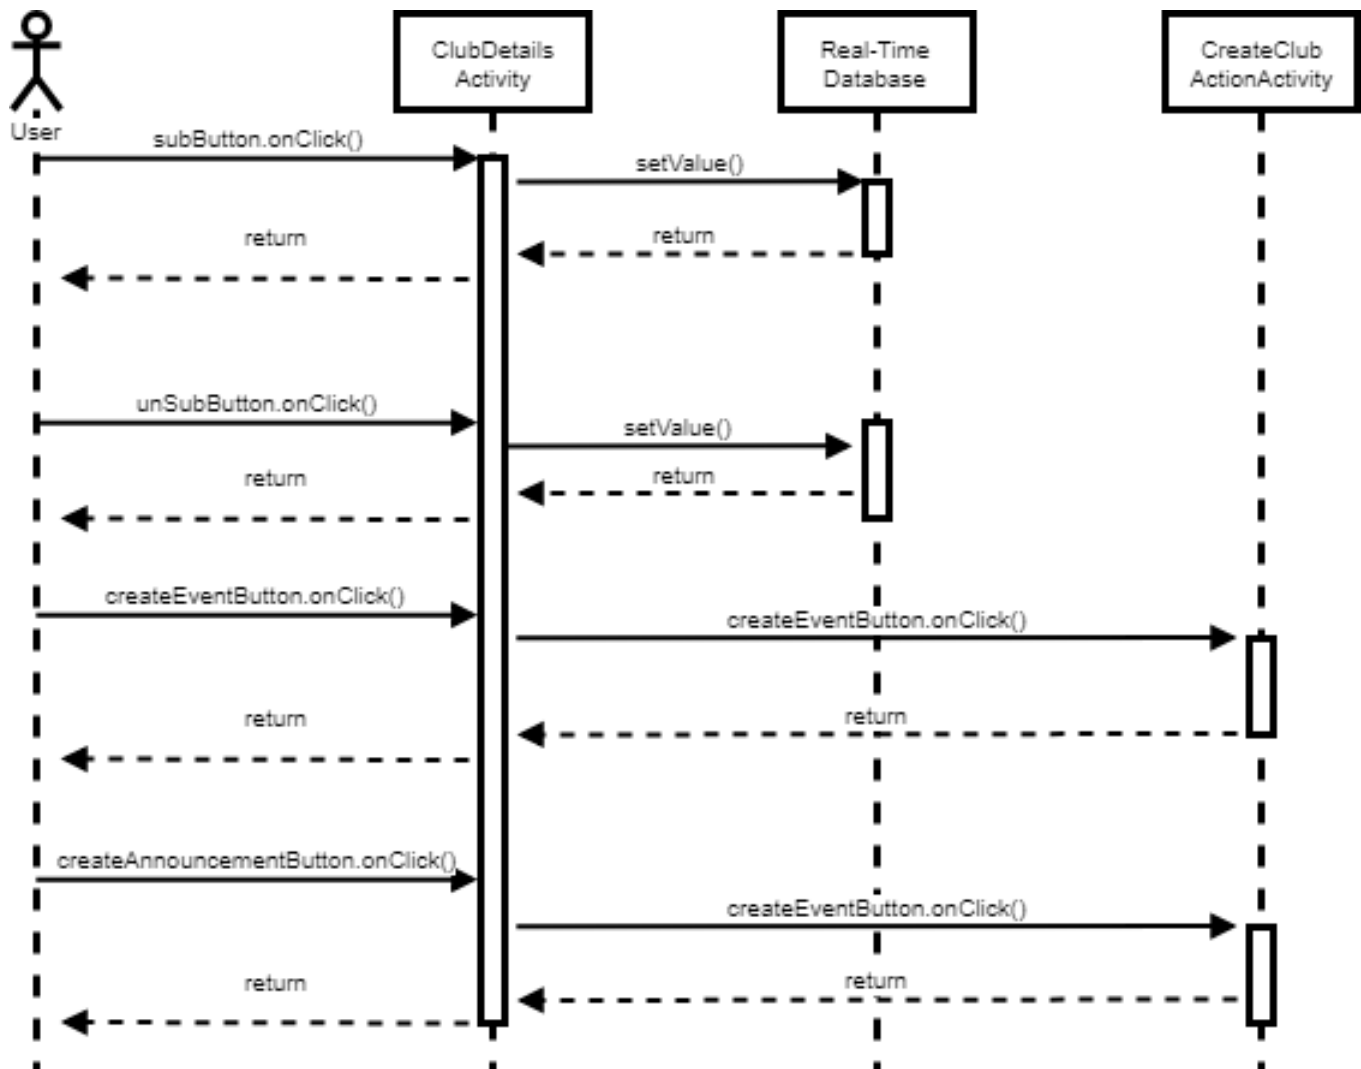 ClubDetails
Activity
Real-Time
Database
CreateClub
ActionActivity
User
subButton.onClick()
setValue()
return
return
unSubButton.onClick()
setValue()
return
return
createEventButton.onClick()
createEventButton.onClick()
return
return
createAnnouncementButton.onClick()
createEventButton.onClick()
return
return